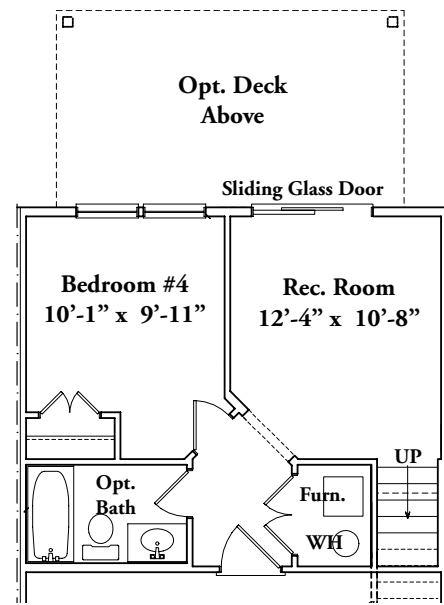 Opt. Deck
Above
Sliding Glass Door
Bedroom #4
10’-1” x 9’-11”
Rec. Room
12’-4” x 10’-8”
UP
Opt.
Bath
Furn.
WH